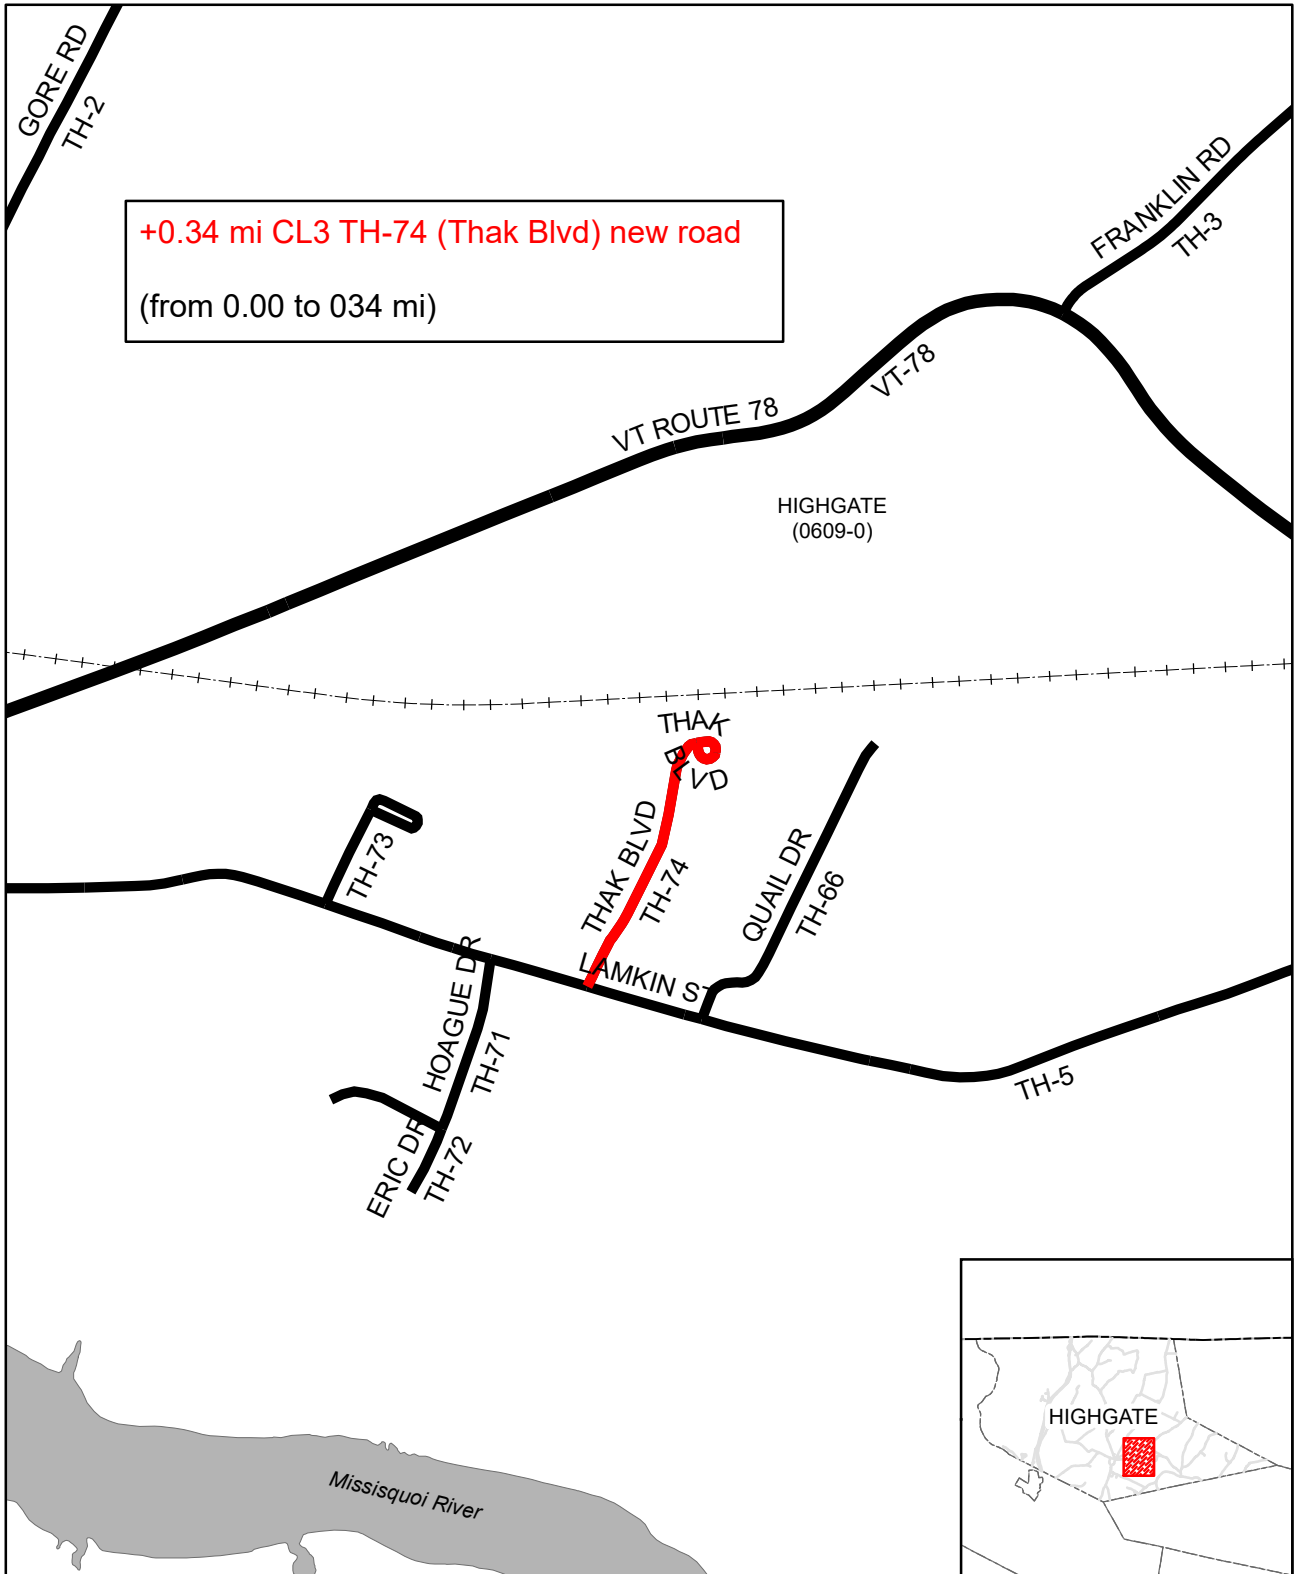 GORE RD
TH-2
FRANKLIN RD
TH-3
+0.34 mi CL3 TH-74 (Thak Blvd) new road
(from 0.00 to 034 mi)
VT-78
VT ROUTE 78
HIGHGATE
(0609-0)
THAK
BLVD
THAK BLVD
TH-74
TH-73
QUAIL DR
TH-66
LAMKIN ST
HOAGUE DR
TH-71
TH-5
ERIC DR
TH-72
HIGHGATE
Missisquoi River